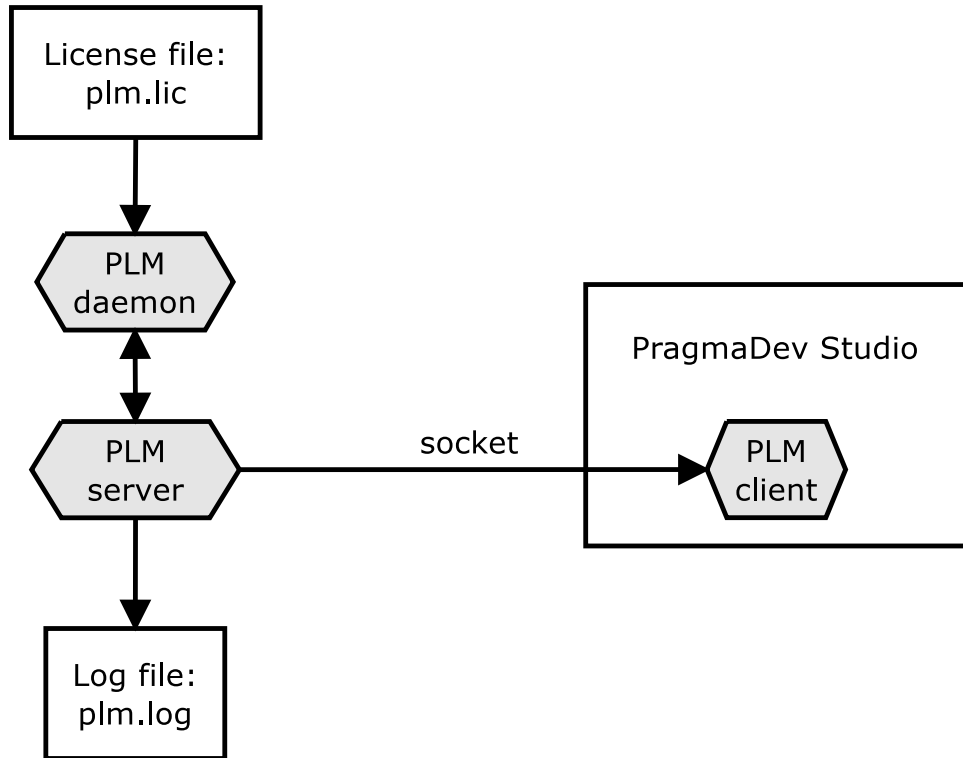 License file:
plm.lic
PLM
daemon
PragmaDev Studio
PLM
server
socket
PLM
client
Log file:
plm.log